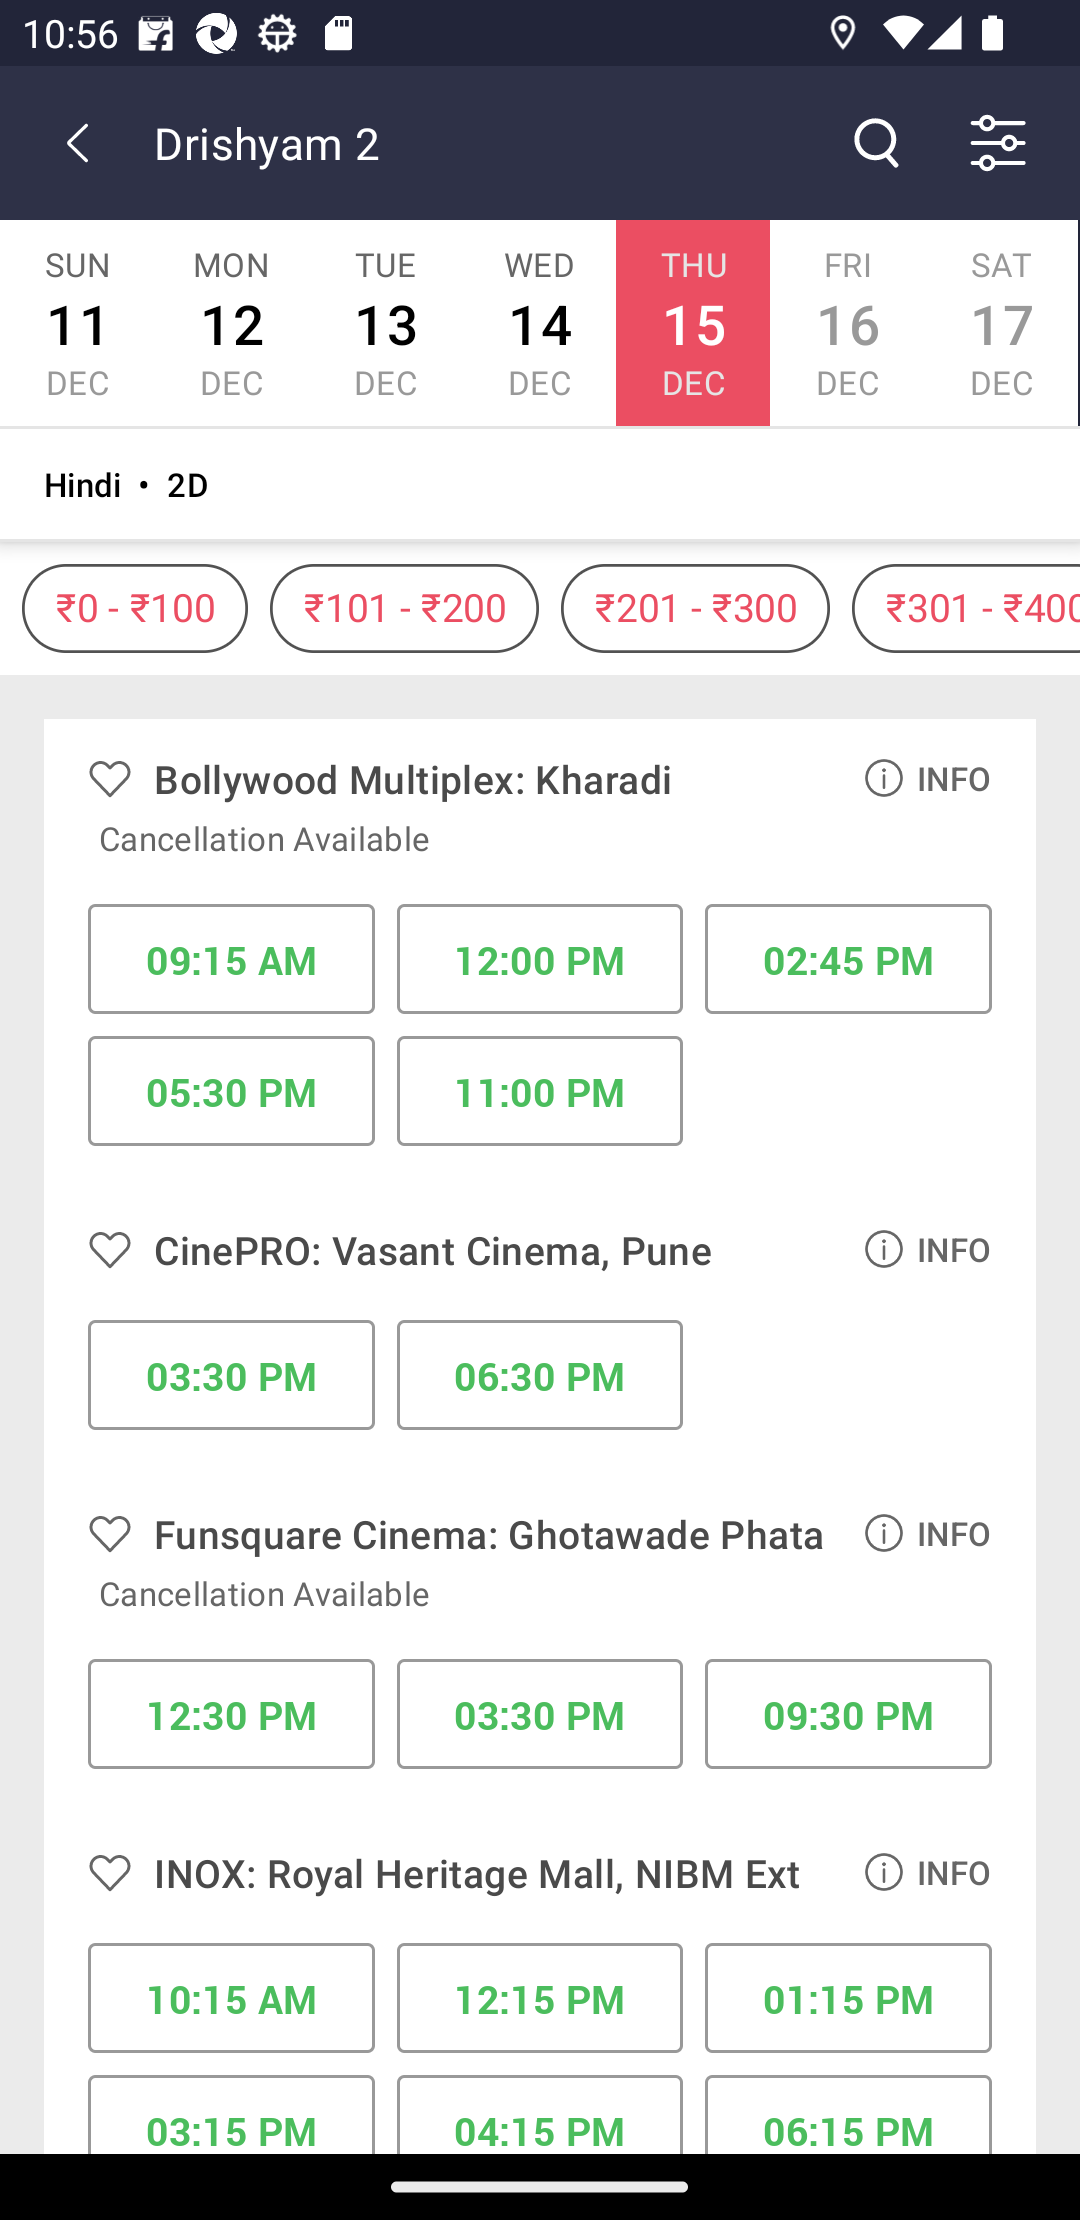 10:56
Drishyam 2
SUN MON TUE WED THU FRI SAT
11 12 13 14 15 16 17
DEC DEC DEC DEC DEC DEC DEC
Hindi • 2D
₹0 - ₹100 ₹101 - ₹200 ₹201 - ₹300 ₹301 - ₹400
Bollywood Multiplex: Kharadi INFO
Cancellation Available
09:15 AM 12:00 PM 02:45 PM
05:30 PM 11:00 PM
CinePRO: Vasant Cinema, Pune INFO
03:30 PM 06:30 PM
Funsquare Cinema: Ghotawade Phata INFO
Cancellation Available
12:30 PM 03:30 PM 09:30 PM
INOX: Royal Heritage Mall, NIBM Ext INFO
10:15 AM 12:15 PM 01:15 PM
03:15 PM 04:15 PM 06:15 PM